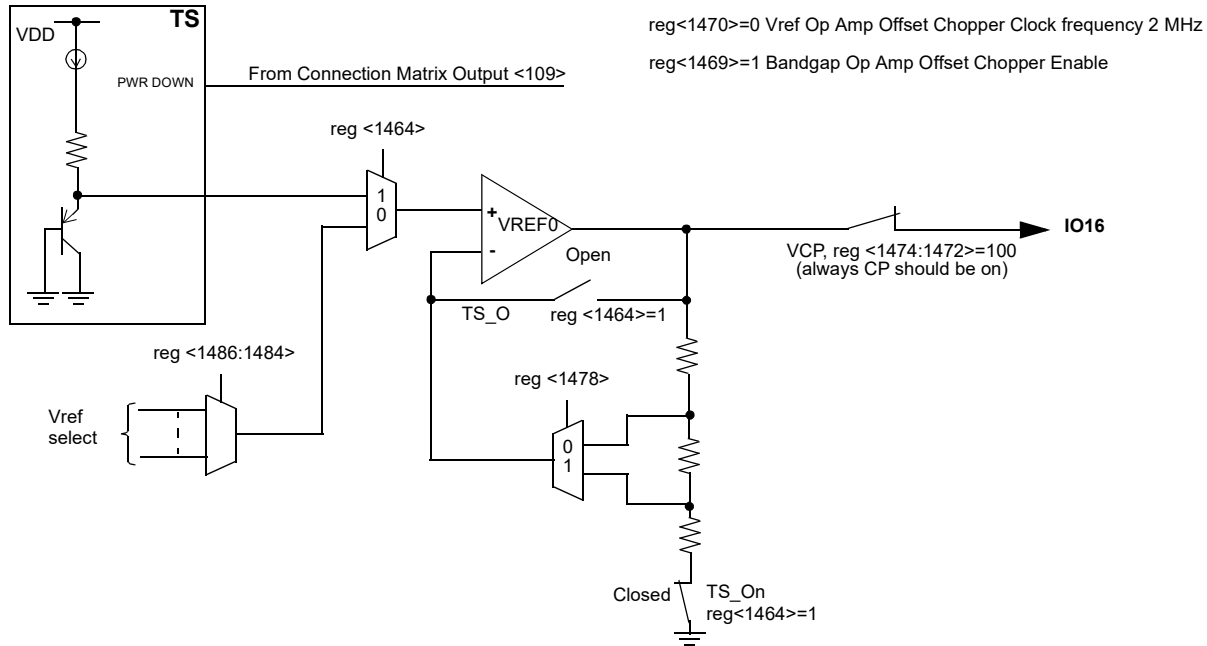 TS
VDD
PWR DOWN
From Connection Matrix Output <109>
reg<1470>=0 Vref Op Amp Offset Chopper Clock frequency 2 MHz
reg<1469>=1 Bandgap Op Amp Offset Chopper Enable
reg <1464>
1
0
+
VREF0
-
Open
IO16
VCP, reg <1474:1472>=100
(always CP should be on)
TS_O
reg <1464>=1
reg <1486:1484>
Vref
select
reg <1478>
0
1
Closed
TS_On
reg<1464>=1